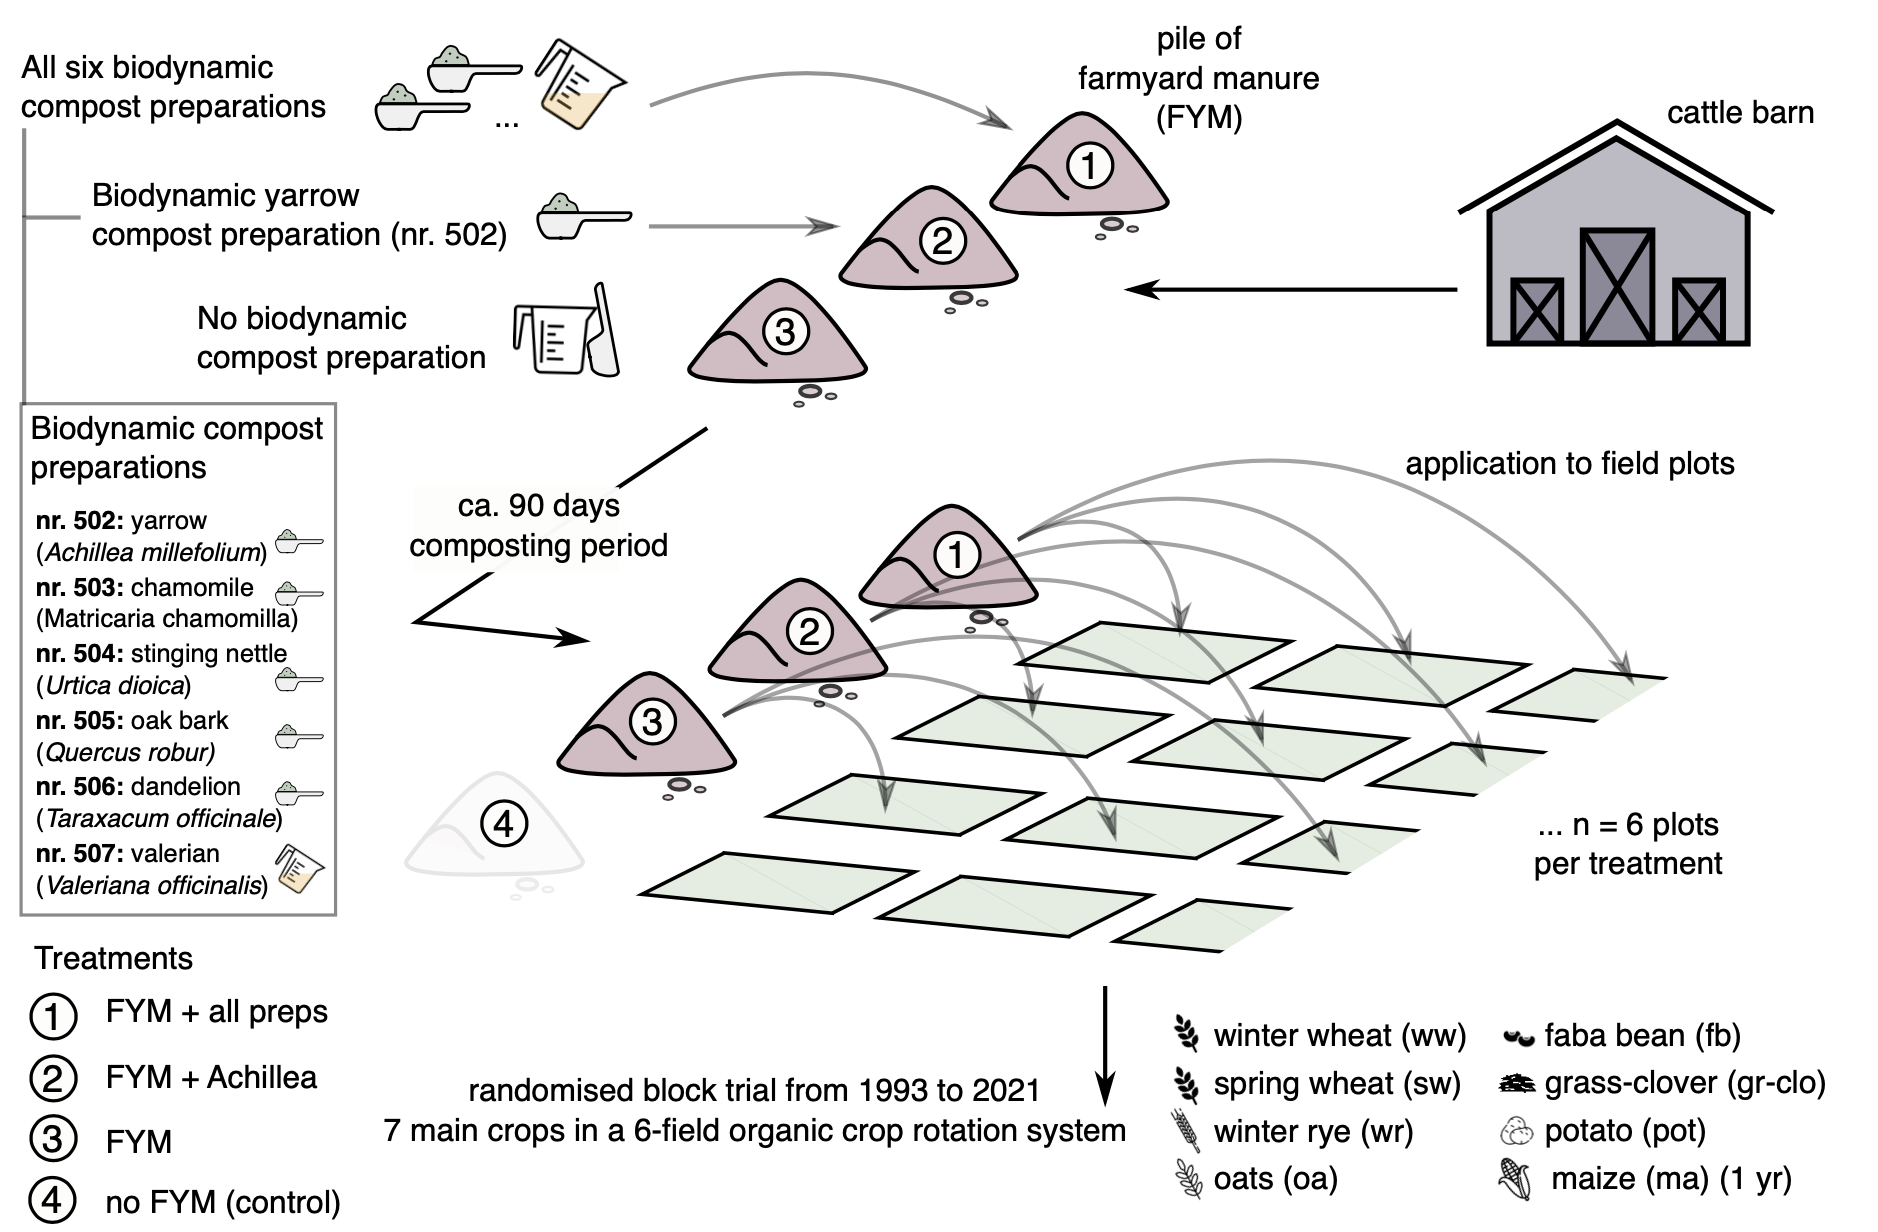 All six biodynamic
compost preparations
...
pile of
farmyard manure
(FYM)
cattle barn
1
Biodynamic yarrow
compost preparation (nr. 502)
2
No biodynamic
compost preparation
3
Biodynamic compost
preparations
nr. 502: yarrow
(Achillea millefolium)
nr. 503: chamomile
(Matricaria chamomilla)
nr. 504: stinging nettle
(Urtica dioica)
nr. 505: oak bark
(Quercus robur)
nr. 506: dandelion
(Taraxacum officinale)
nr. 507: valerian
(Valeriana officinalis)
ca. 90 days
composting period
application to field plots
1
2
3
4
... n = 6 plots
per treatment
Treatments
1 FYM + all preps
2 FYM + Achillea
3 FYM
4 no FYM (control)
randomised block trial from 1993 to 2021
7 main crops in a 6-field organic crop rotation system
winter wheat (ww)
spring wheat (sw)
winter rye (wr)
oats (oa)
faba bean (fb)
grass-clover (gr-clo)
potato (pot)
maize (ma) (1 yr)